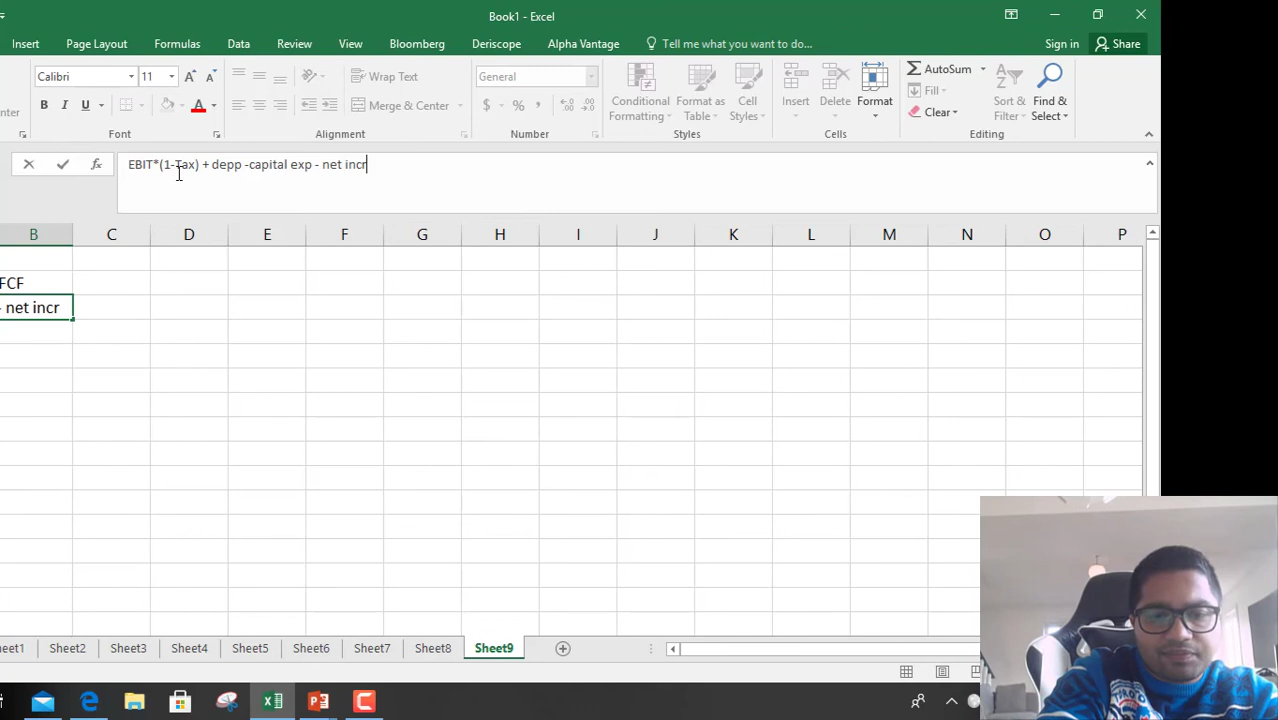 Book1 - Excel
Insert Page Layout Formulas Data Review View Bloomberg Deriscope Alpha Vantage Tell me what you want to do... Sign in Share
Calibri 11 A A Wrap Text General AutoSum
Fill
B I U A Merge & Center $ % , Conditional Formatting Format as Table Cell Styles Insert Delete Format Clear Sort & Filter Find & Select
Font Alignment Number Styles Cells Editing
fx EBIT*(1-Tax) + depp -capital exp - net incr
B C D E F G H I J K L M N O P
FCF
- net incr
Sheet2 Sheet3 Sheet4 Sheet5 Sheet6 Sheet7 Sheet8 Sheet9